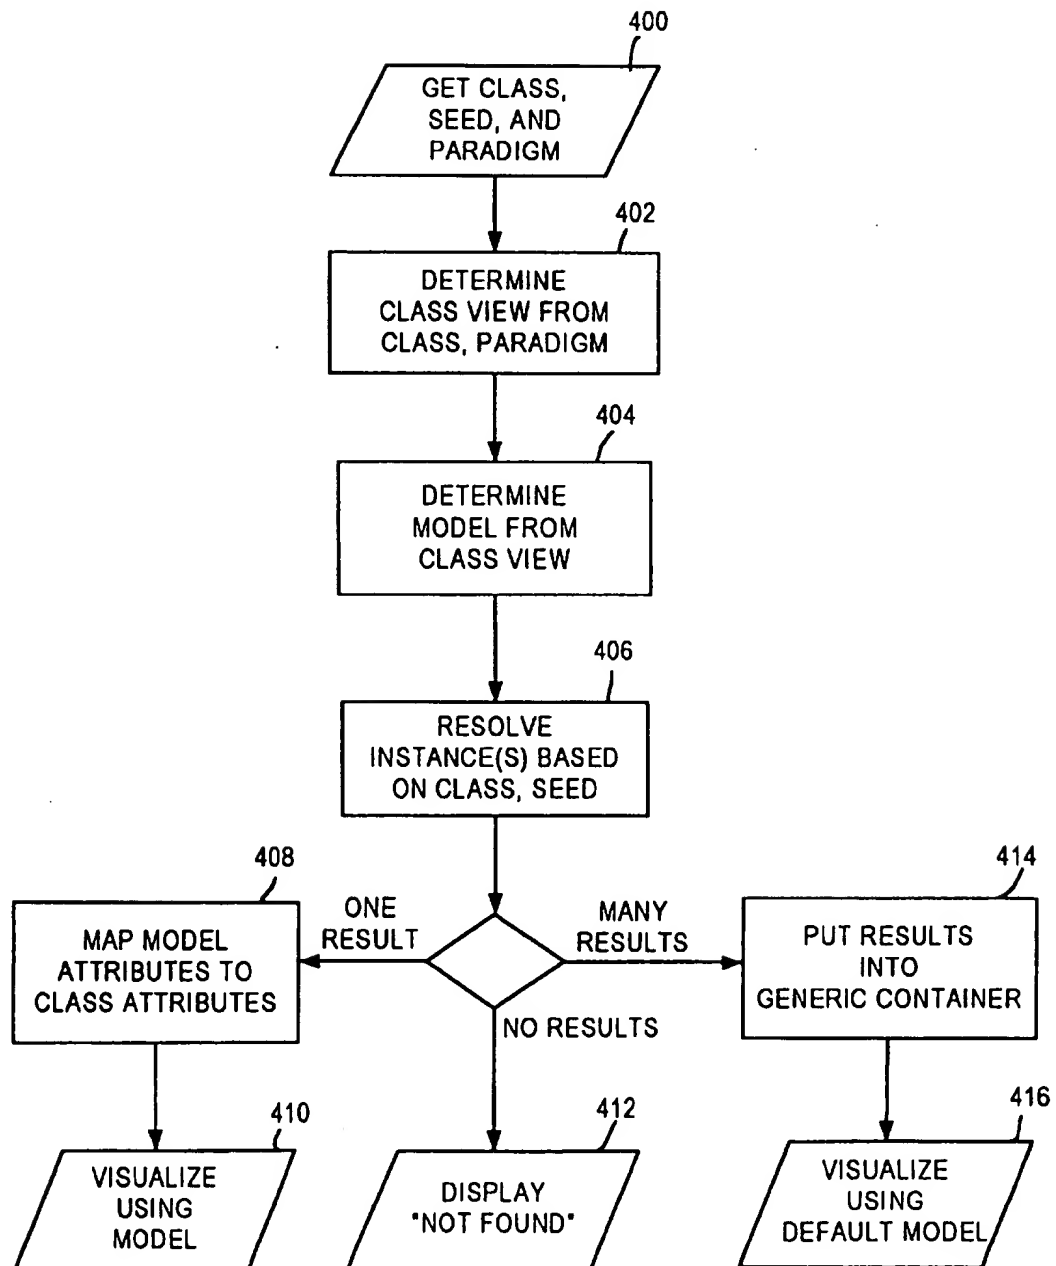 400
GET CLASS,
SEED, AND
PARADIGM
402
DETERMINE
CLASS VIEW FROM
CLASS, PARADIGM
404
DETERMINE
MODEL FROM
CLASS VIEW
406
RESOLVE
INSTANCE(S) BASED
ON CLASS, SEED
408
MAP MODEL
ATTRIBUTES TO
CLASS ATTRIBUTES
ONE
RESULT
MANY
RESULTS
NO RESULTS
414
PUT RESULTS
INTO
GENERIC CONTAINER
410
VISUALIZE
USING
MODEL
412
DISPLAY
"NOT FOUND"
416
VISUALIZE
USING
DEFAULT MODEL